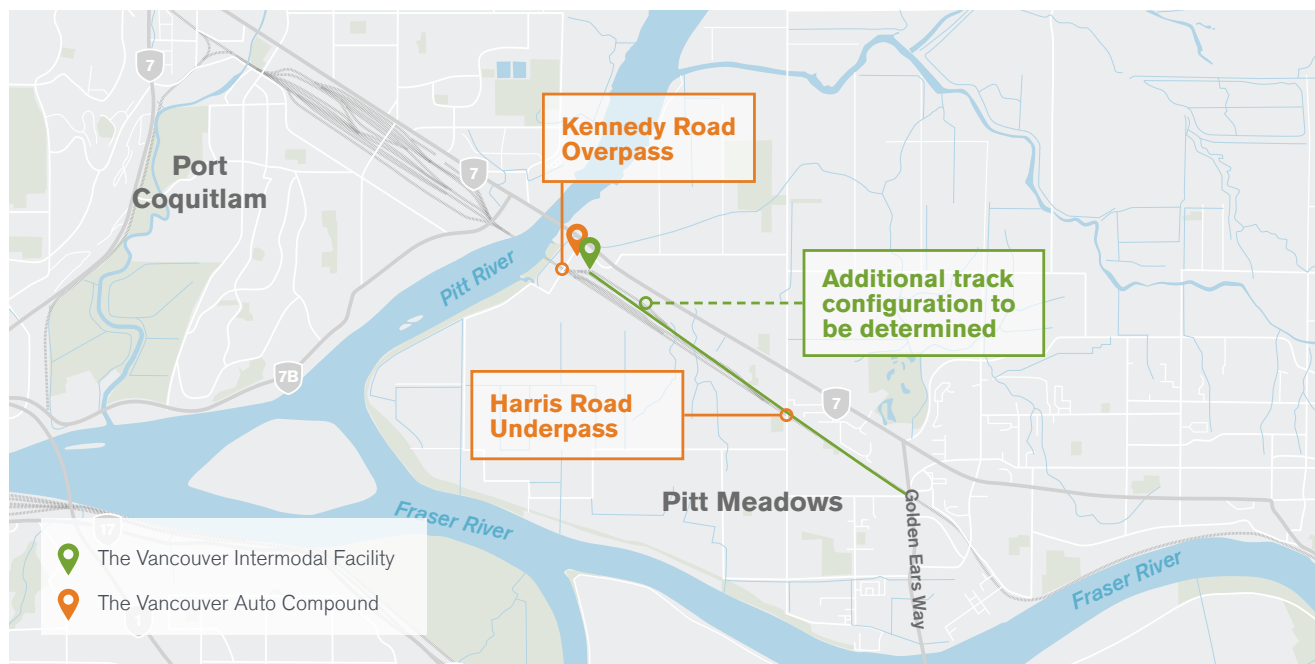 7
Port
Coquitlam
7
Kennedy Road
Overpass
Pitt River
Additional track
configuration to
be determined
7B
Harris Road
Underpass
7
Pitt Meadows
Golden Ears Way
Fraser River
17
Fraser River
The Vancouver Intermodal Facility
The Vancouver Auto Compound
1